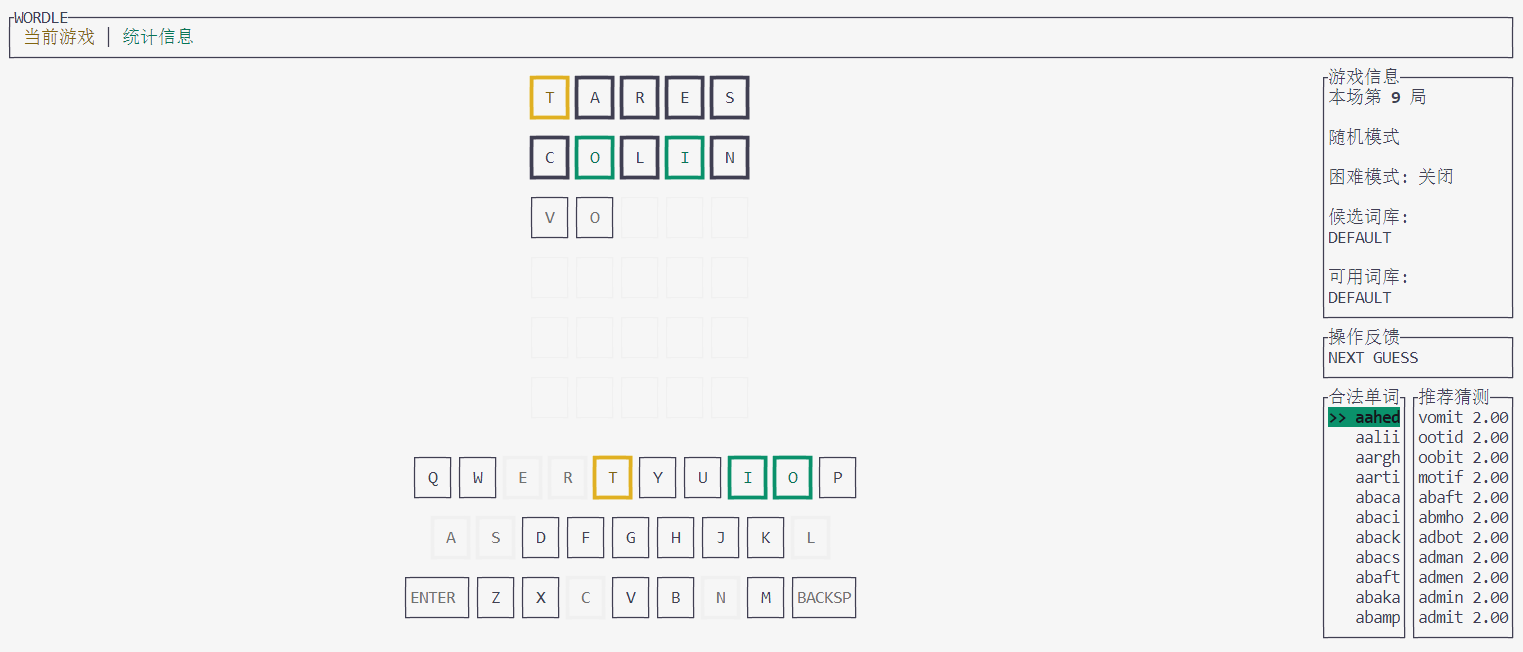 WORDLE
当前游戏 | 统计信息
T A R E S
C O L I N
V O
Q W E R T Y U I O P
A S D F G H J K L
ENTER Z X C V B N M BACKSP
游戏信息
本场第 9 局
随机模式
困难模式: 关闭
候选词库:
DEFAULT
可用词库:
DEFAULT
操作反馈
NEXT GUESS
合法单词
>> aahed
aalii
aargh
aarti
abaca
abaci
aback
abacs
abaft
abaka
abamp
推荐猜测
vomit 2.00
ootid 2.00
oobit 2.00
motif 2.00
abaft 2.00
abmho 2.00
adbot 2.00
adman 2.00
admen 2.00
admin 2.00
admit 2.00